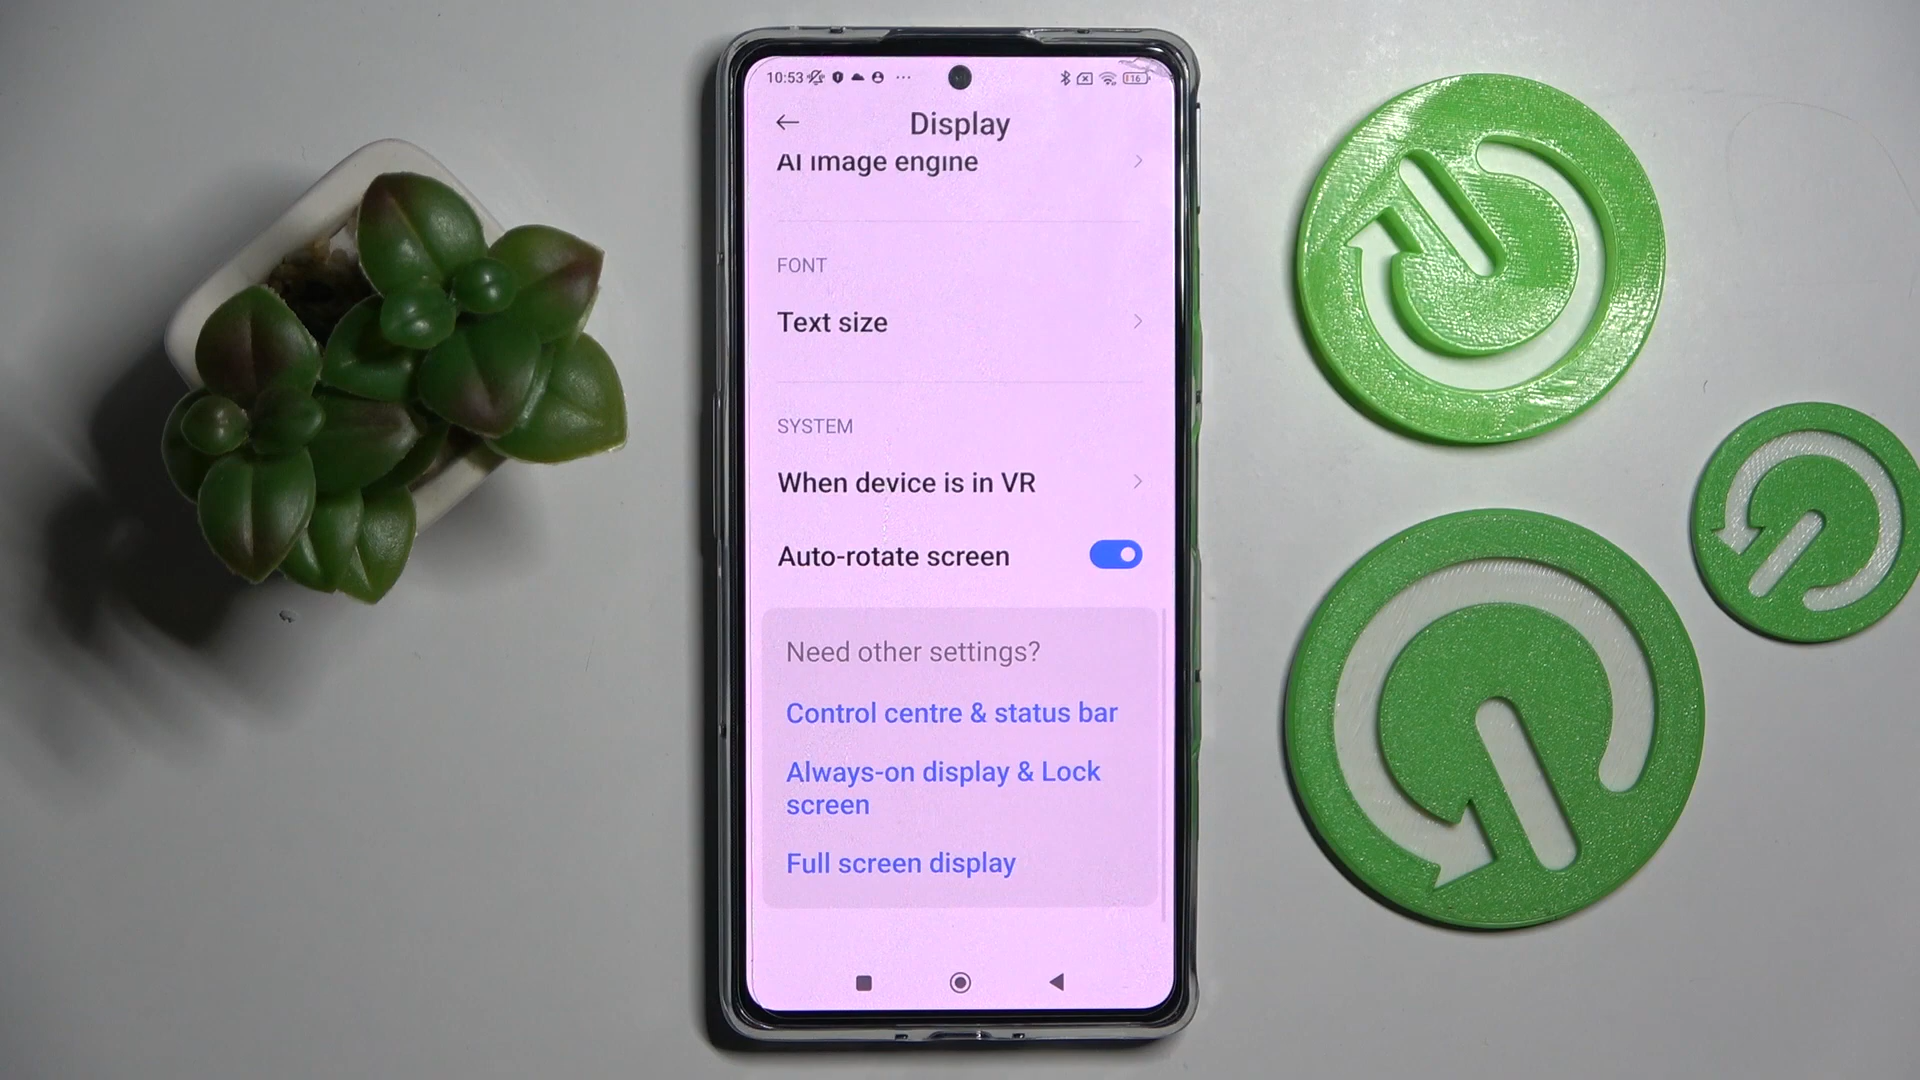 10:53 ... 16
Display
AI image engine
FONT
Text size
SYSTEM
When device is in VR
Auto-rotate screen
Need other settings?
Control centre & status bar
Always-on display & Lock
screen
Full screen display